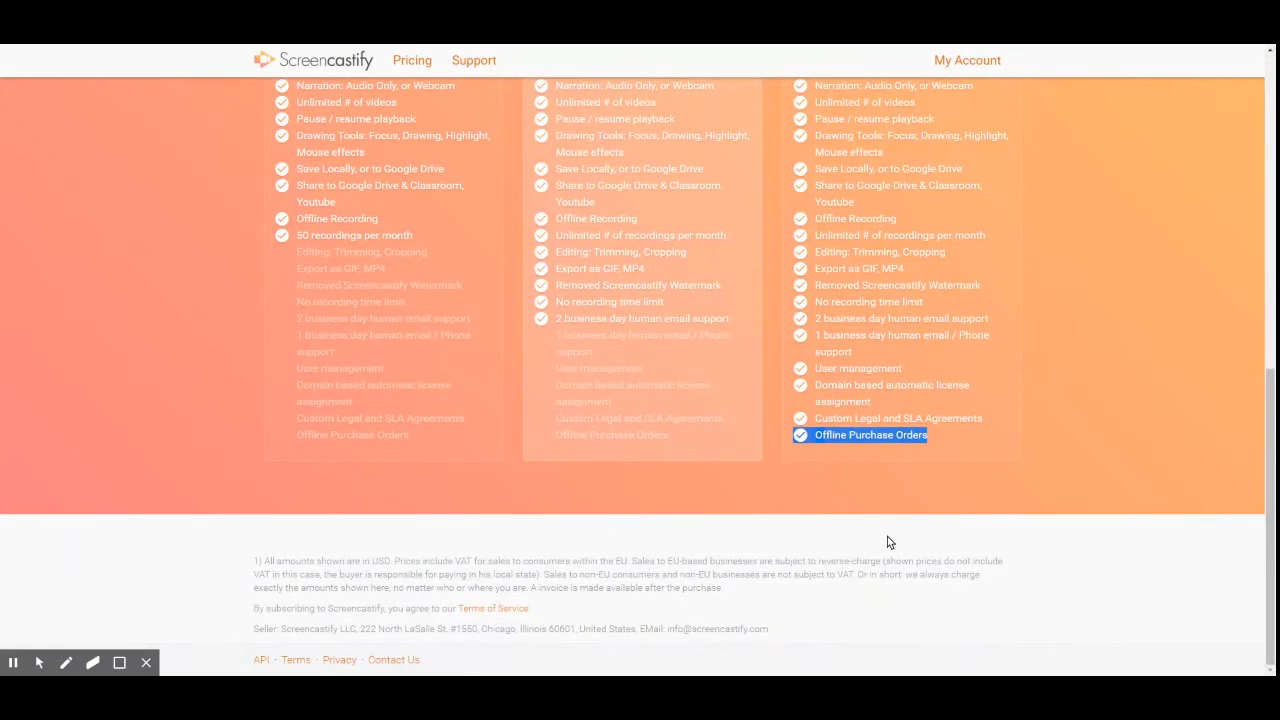 Screencastify
Pricing
Support
My Account
Narration: Audio Only, or Webcam
Unlimited # of videos
Pause / resume playback
Drawing Tools: Focus, Drawing, Highlight,
Mouse effects
Save Locally, or to Google Drive
Share to Google Drive & Classroom,
Youtube
Offline Recording
50 recordings per month
Editing: Trimming, Cropping
Export as GIF, MP4
Removed Screencastify Watermark
No recording time limit
2 business day human email support
1 business day human email / Phone
support
User management
Domain based automatic license
assignment
Custom Legal and SLA Agreements
Offline Purchase Orders
Narration: Audio Only, or Webcam
Unlimited # of videos
Pause / resume playback
Drawing Tools: Focus, Drawing, Highlight,
Mouse effects
Save Locally, or to Google Drive
Share to Google Drive & Classroom,
Youtube
Offline Recording
Unlimited # of recordings per month
Editing: Trimming, Cropping
Export as GIF, MP4
Removed Screencastify Watermark
No recording time limit
2 business day human email support
1 business day human email / Phone
support
User management
Domain based automatic license
assignment
Custom Legal and SLA Agreements
Offline Purchase Orders
Narration: Audio Only, or Webcam
Unlimited # of videos
Pause / resume playback
Drawing Tools: Focus, Drawing, Highlight,
Mouse effects
Save Locally, or to Google Drive
Share to Google Drive & Classroom,
Youtube
Offline Recording
Unlimited # of recordings per month
Editing: Trimming, Cropping
Export as GIF, MP4
Removed Screencastify Watermark
No recording time limit
2 business day human email support
1 business day human email / Phone
support
User management
Domain based automatic license
assignment
Custom Legal and SLA Agreements
Offline Purchase Orders
1) All amounts shown are in USD. Prices include VAT for sales to consumers within the EU. Sales to EU-based businesses are subject to reverse-charge (shown prices do not include
VAT in this case, the buyer is responsible for paying in his local state). Sales to non-EU consumers and non-EU businesses are not subject to VAT. Or in short: we always charge
exactly the amounts shown here, no matter who or where you are. A invoice is made available after the purchase.
By subscribing to Screencastify, you agree to our Terms of Service
Seller: Screencastify LLC, 222 North LaSalle St. #1550, Chicago, Illinois 60601, United States, EMail: info@screencastify.com
API · Terms · Privacy · Contact Us